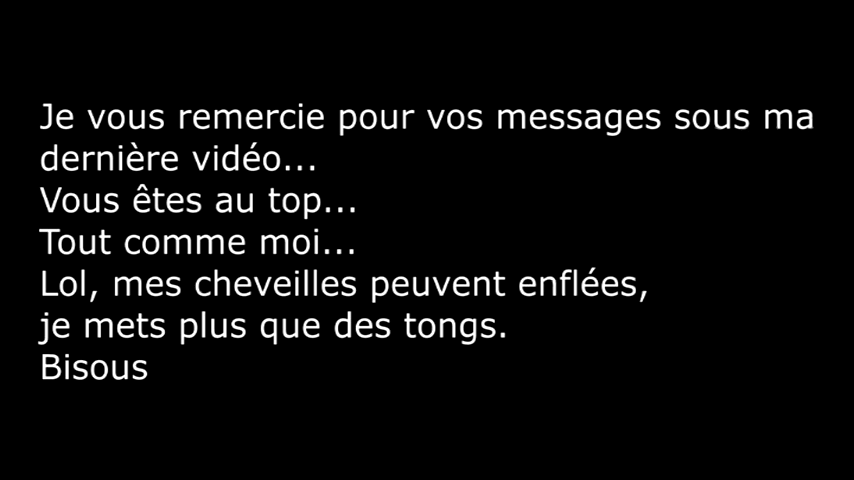 Je vous remercie pour vos messages sous ma
dernière vidéo...
Vous êtes au top...
Tout comme moi...
Lol, mes cheveilles peuvent enflées,
je mets plus que des tongs.
Bisous